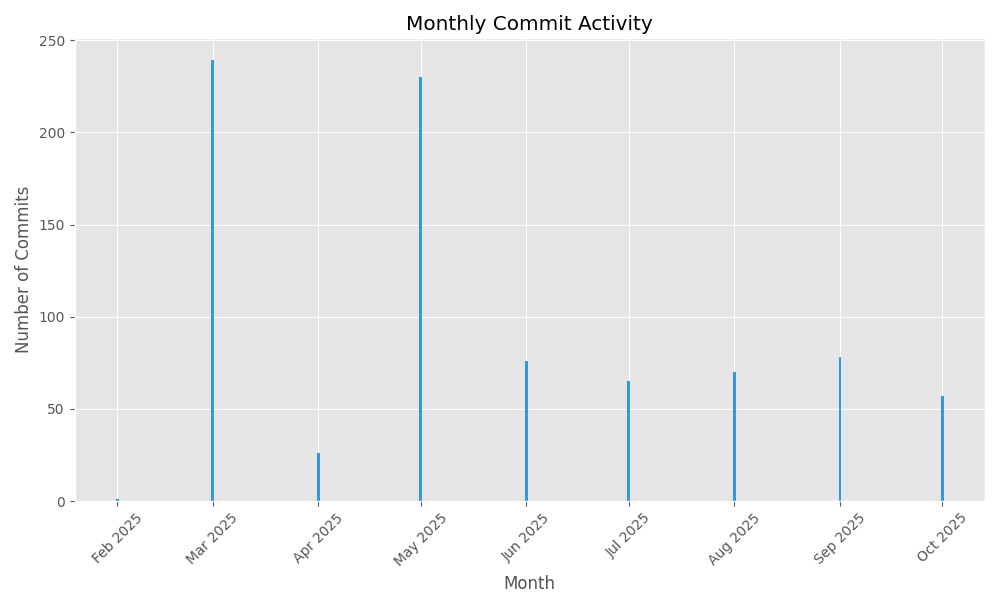 Monthly Commit Activity
Number of Commits
250
200
150
100
50
0
Feb 2025
Mar 2025
Apr 2025
May 2025
Jun 2025
Jul 2025
Aug 2025
Sep 2025
Oct 2025
Month